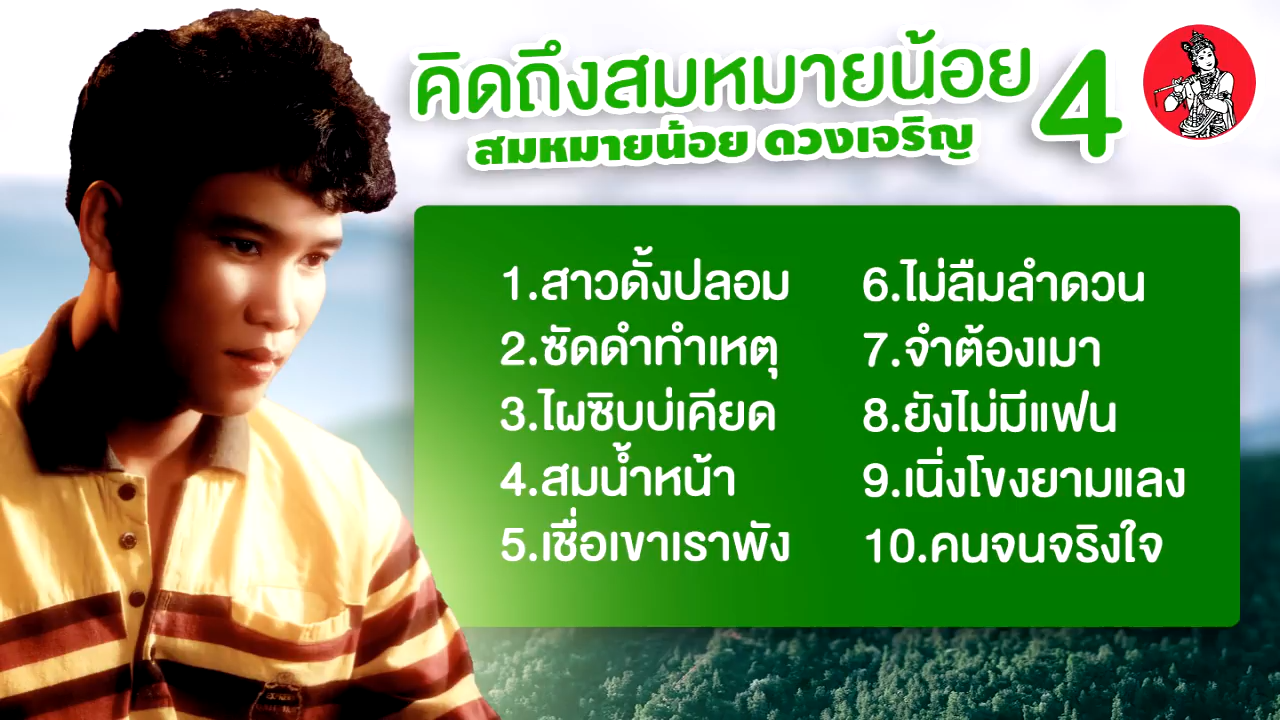 คิดถึงสมหมายน้อย 4
สมหมายน้อย ดวงเจริญ
1.สาวดั้งปลอม
2.ซัดดำทำเหตุ
3.ไผซิบบ่เคียด
4.สมน้ำหน้า
5.เชื่อเขาเราพัง
6.ไม่ลืมลำดวน
7.จำต้องเมา
8.ยังไม่มีแฟน
9.เนิ่งโขงยามแลง
10.คนจนจริงใจ